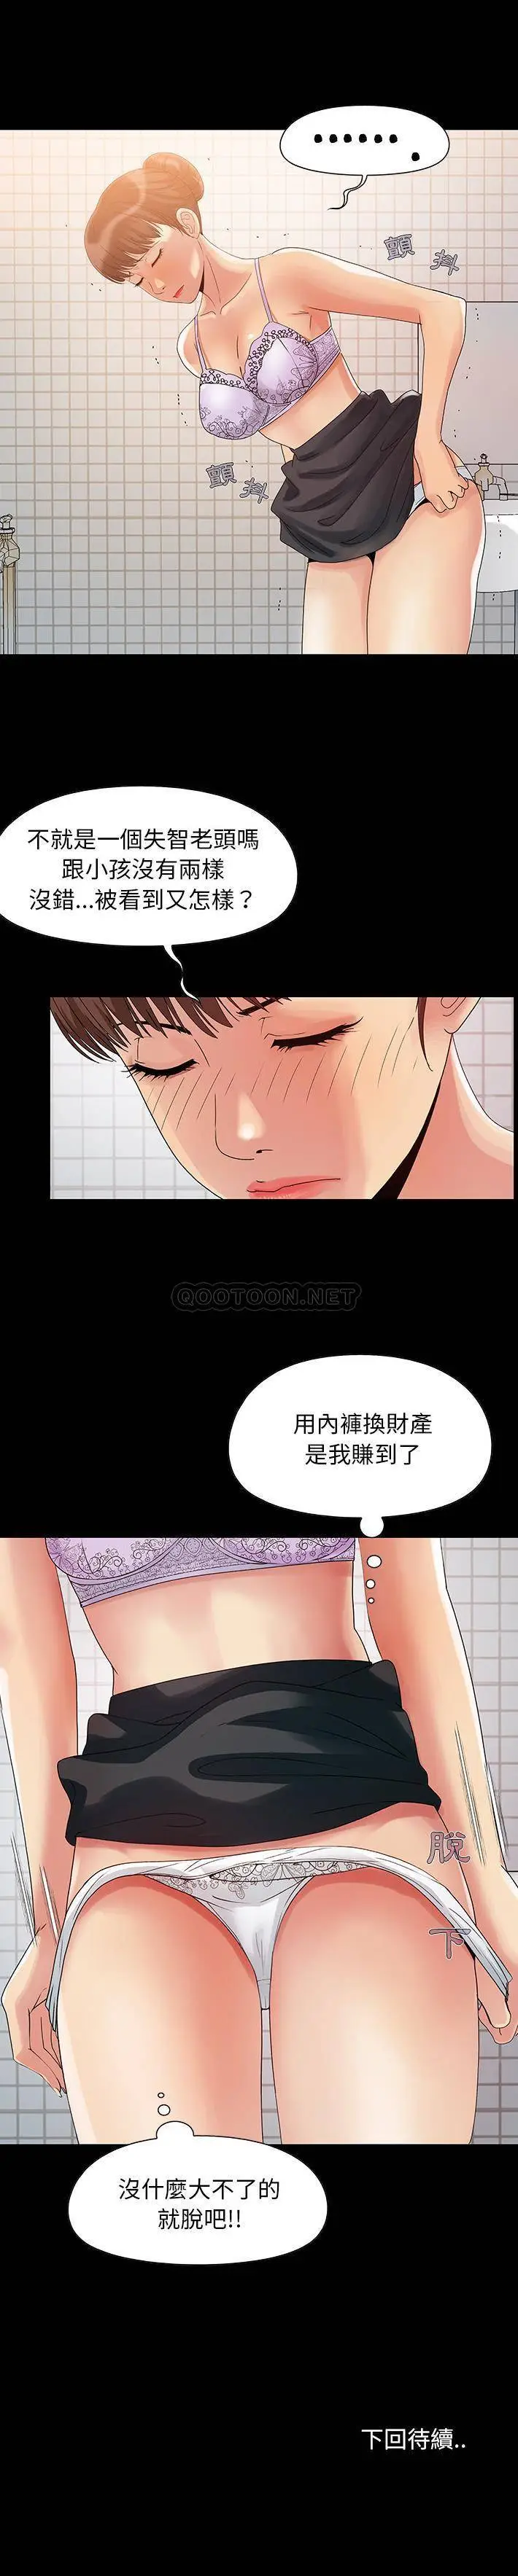 ......
顫抖
顫抖
不就是一個失智老頭嗎
跟小孩沒有兩樣
沒錯...被看到又怎樣？
QOOTOON.NET
用內褲換財產
是我賺到了
脫下
沒什麼大不了的
就脫吧!!
下回待續..